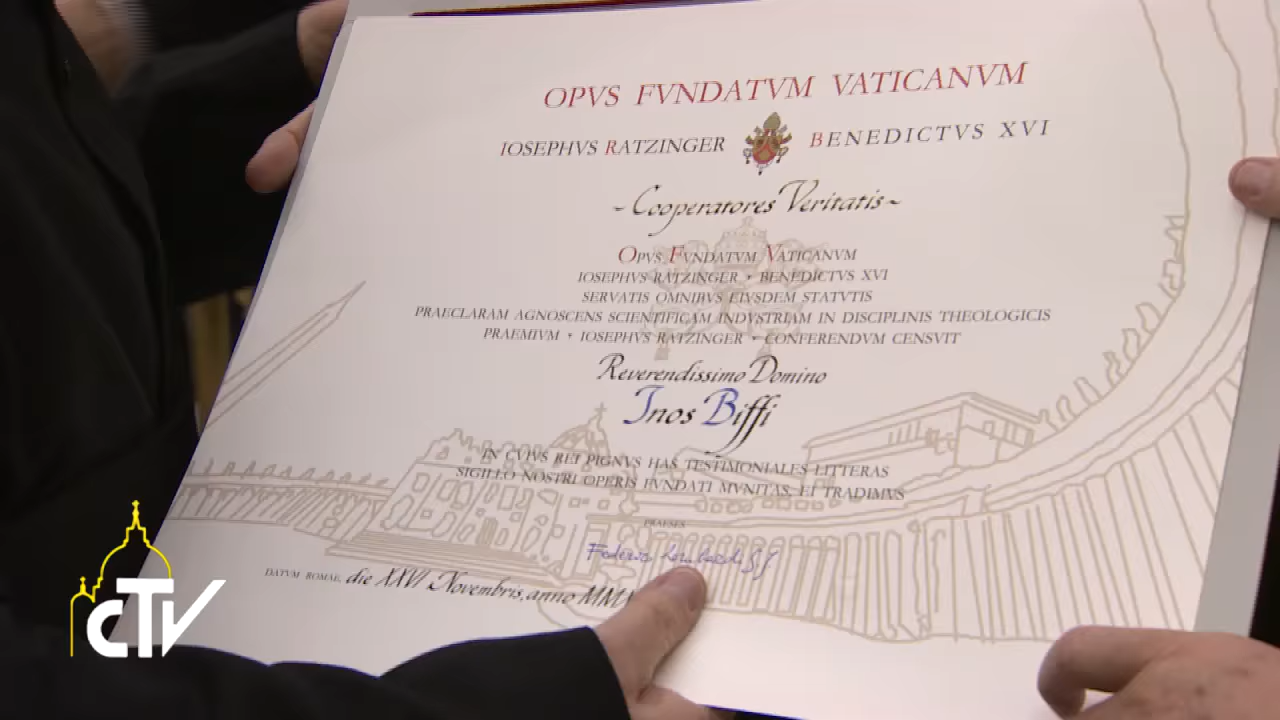 OPVS FVNDATVM VATICANVM
IOSEPHVS RATZINGER BENEDICTVS XVI
~Cooperatores Veritatis~
OPVS FVNDATVM VATICANVM
IOSEPHVS RATZINGER • BENEDICTVS XVI
SERVATIS OMNIBVS EIVSDEM STATVTIS
PRAECLARAM AGNOSCENS SCIENTIFICAM INDVSTRIAM IN DISCIPLINIS THEOLOGICIS
PRAEMIVM • IOSEPHVS RATZINGER • CONFERENDVM CENSVIT
Reverendissimo Domino
Inos Biffi
IN CVIVS REI PIGNVS HAS TESTIMONIALES LITTERAS
SIGILLO NOSTRI OPERIS FVNDATI MVNITAS, ET TRADIMVS
PRAESES
Federico Lombardi S.J.
DATVM ROMAE, die XXVI Novembris, anno
CTV